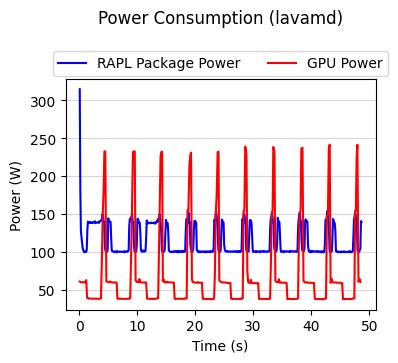 Power Consumption (lavamd)
RAPL Package Power
GPU Power
300
250
200
150
100
50
Power (W)
0
10
20
30
40
50
Time (s)